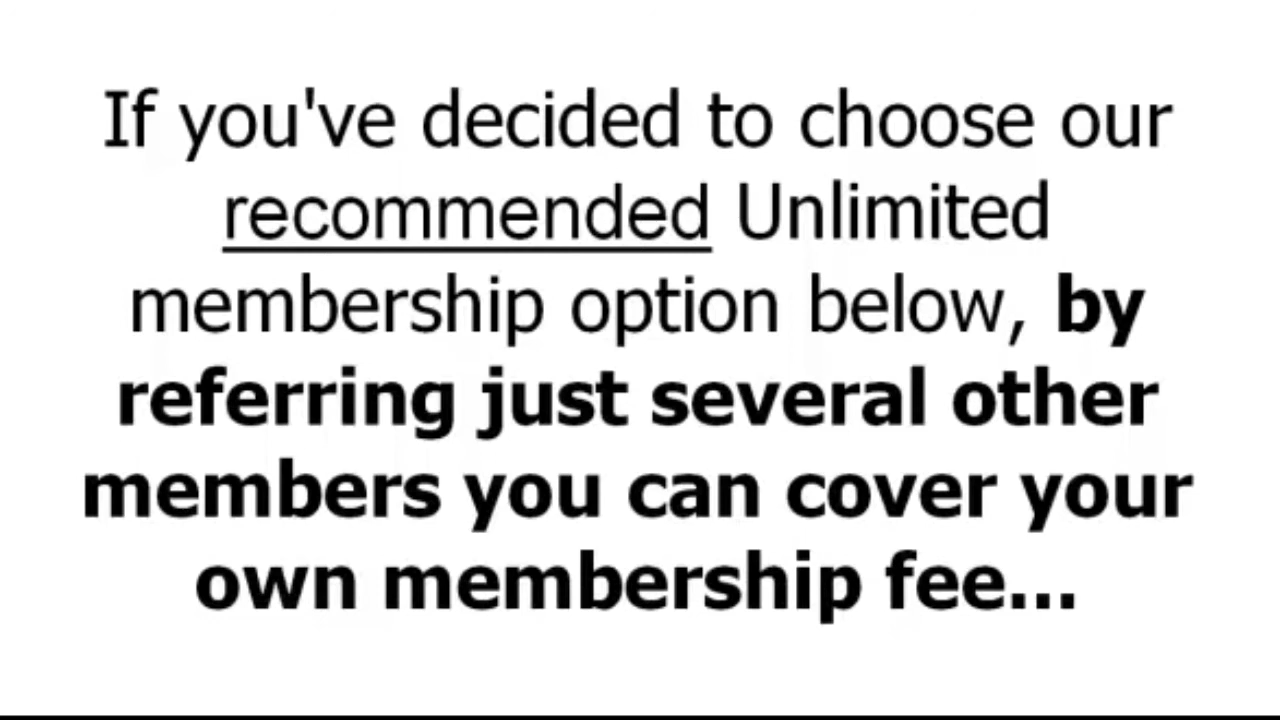 If you've decided to choose our
recommended Unlimited
membership option below, by
referring just several other
members you can cover your
own membership fee...